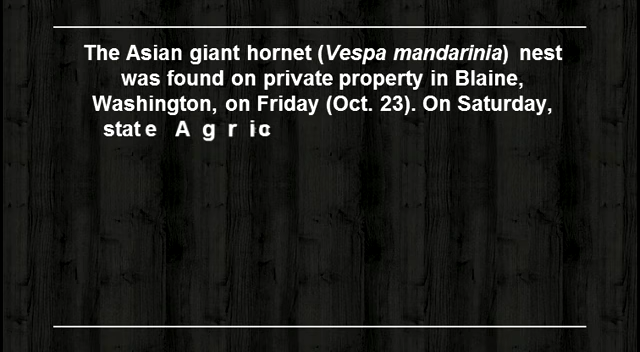 The Asian giant hornet (Vespa mandarinia) nest
was found on private property in Blaine,
Washington, on Friday (Oct. 23). On Saturday,
state Agric